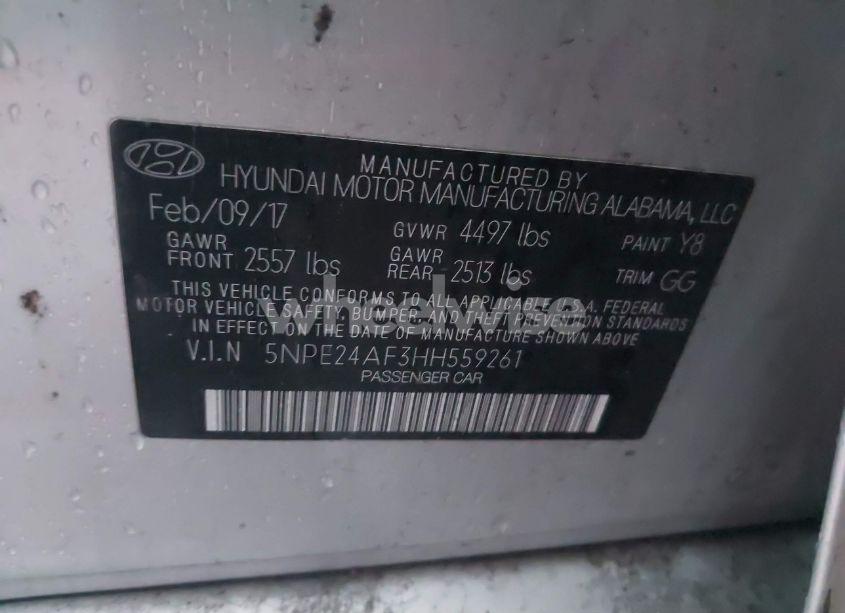 MANUFACTURED BY
HYUNDAI MOTOR MANUFACTURING ALABAMA, LLC
Feb/09/17 GVWR 4497 lbs PAINT Y8
GAWR FRONT 2557 lbs GAWR REAR 2513 lbs TRIM GG
THIS VEHICLE CONFORMS TO ALL APPLICABLE U.S.A. FEDERAL
MOTOR VEHICLE SAFETY, BUMPER, AND THEFT PREVENTION STANDARDS
IN EFFECT ON THE DATE OF MANUFACTURE SHOWN ABOVE
V.I.N 5NPE24AF3HH559261
PASSENGER CAR
wheelwise